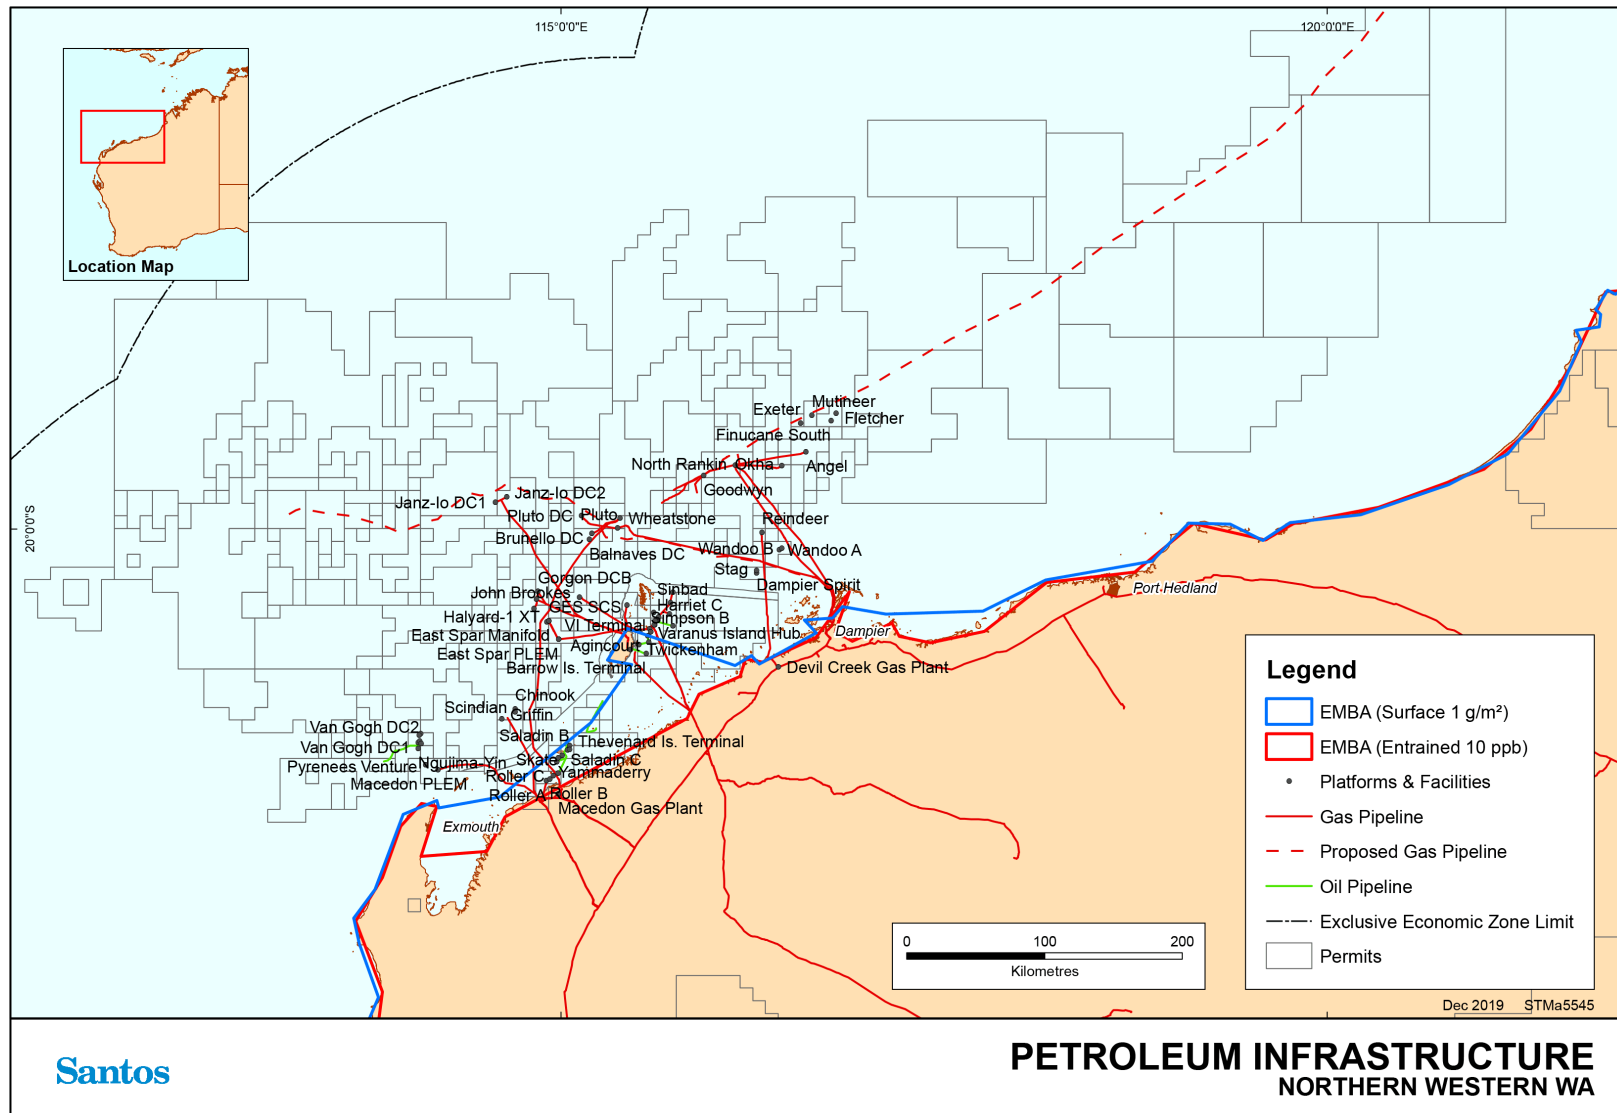 115°0'0"E
120°0'0"E
Location Map
20°0'0"S
Mutineer
Exeter
Fletcher
Finucane South
North Rankin
Okha
Angel
Goodwyn
Janz-Io DC1
Janz-Io DC2
Pluto DC
Pluto
Wheatstone
Reindeer
Brunello DC
Balnaves DC
Wandoo B
Wandoo A
Stag
Dampier Spirit
Gorgon DCB
John Brookes
Sinbad
GES SCS
Harriet C
Halyard-1 XT
VI Terminal
Simpson B
East Spar Manifold
Varanus Island Hub
Agincourt
Twickenham
East Spar PLEM
Barrow Is. Terminal
Port Hedland
Dampier
Devil Creek Gas Plant
Chinook
Scindian
Griffin
Van Gogh DC2
Saladin B
Thevenard Is. Terminal
Van Gogh DC1
Skate
Saladin C
Pyrenees Venture
Ngujima-Yin
Yammaderry
Macedon PLEM
Roller C
Roller A
Roller B
Macedon Gas Plant
Exmouth
Legend
EMBA (Surface 1 g/m²)
EMBA (Entrained 10 ppb)
Platforms & Facilities
Gas Pipeline
Proposed Gas Pipeline
Oil Pipeline
Exclusive Economic Zone Limit
Permits
0 100 200
Kilometres
Dec 2019 STMa5545
Santos
PETROLEUM INFRASTRUCTURE
NORTHERN WESTERN WA